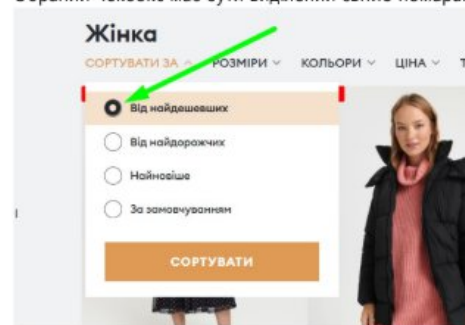 Жінка
СОРТУВАТИ ЗА РОЗМІРИ КОЛЬОРИ ЦІНА
Від найдешевших
Від найдорожчих
Найновіше
За замовчуванням
СОРТУВАТИ